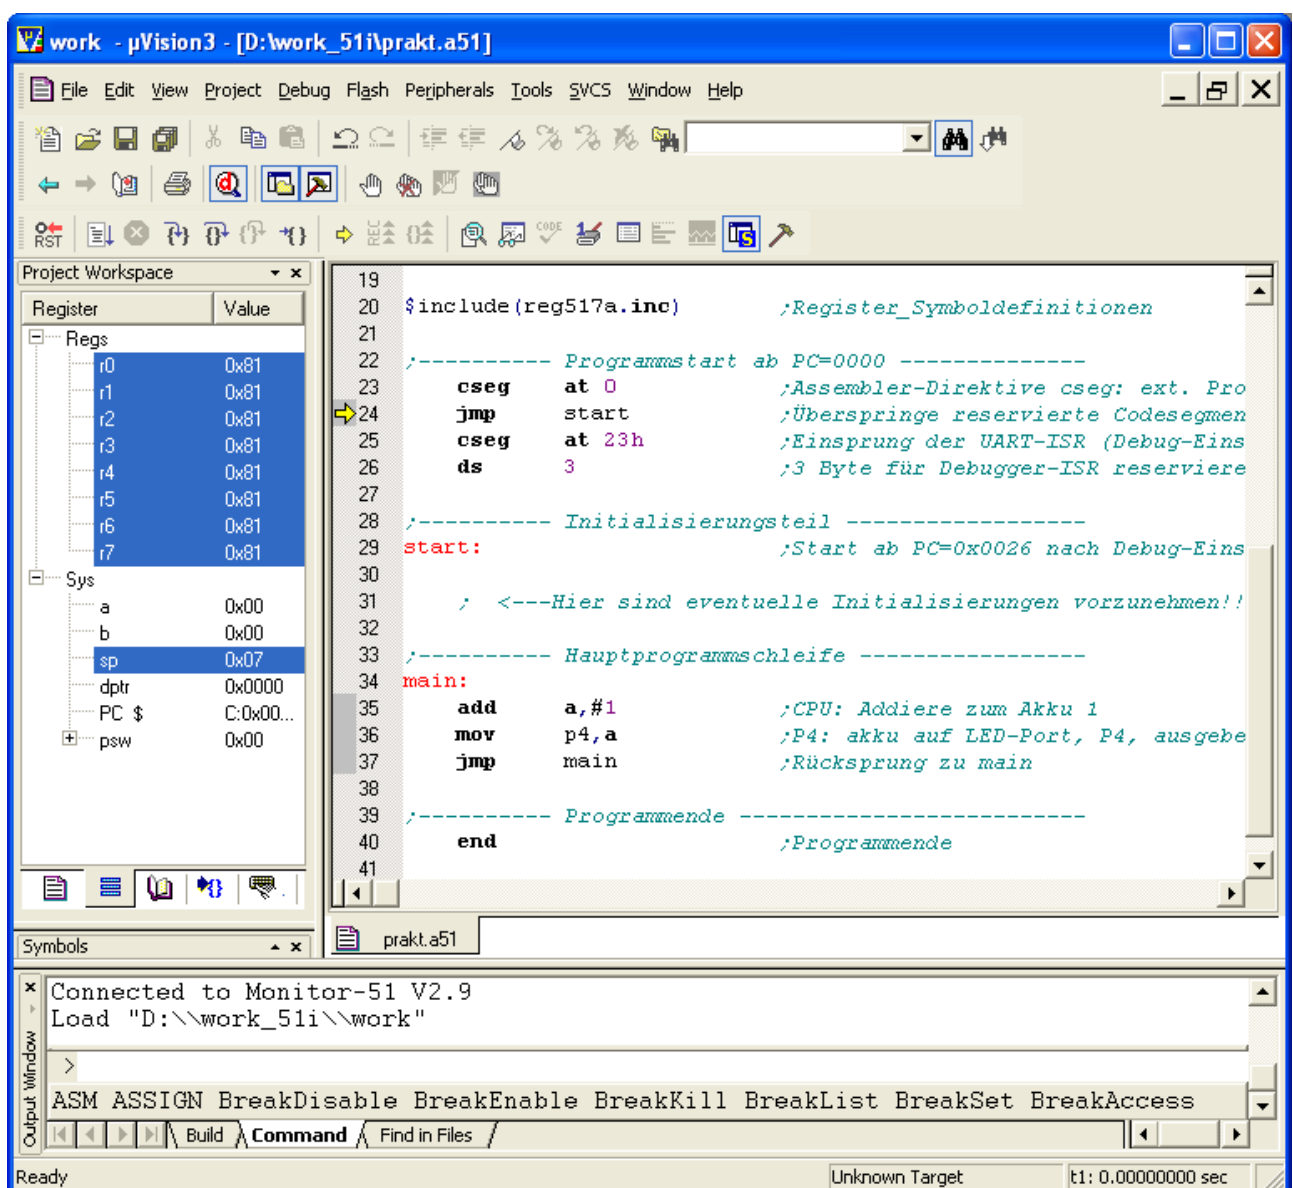 work - µVision3 - [D:\work_51i\prakt.a51]
File Edit View Project Debug Flash Peripherals Tools SVCS Window Help
RST CODE
Project Workspace
Register Value
Regs
r0 0x81
r1 0x81
r2 0x81
r3 0x81
r4 0x81
r5 0x81
r6 0x81
r7 0x81
Sys
a 0x00
b 0x00
sp 0x07
dptr 0x0000
PC $ C:0x00...
psw 0x00
Symbols
19
20 $include(reg517a.inc) ;Register_Symboldefinitionen
21
22 ;---------- Programmstart ab PC=0000 --------------
23 cseg at 0 ;Assembler-Direktive cseg: ext. Pro
24 jmp start ;Überspringe reservierte Codesegmen
25 cseg at 23h ;Einsprung der UART-ISR (Debug-Eins
26 ds 3 ;3 Byte für Debugger-ISR reserviere
27
28 ;---------- Initialisierungsteil ------------------
29 start: ;Start ab PC=0x0026 nach Debug-Eins
30
31 ; <---Hier sind eventuelle Initialisierungen vorzunehmen!!
32
33 ;---------- Hauptprogrammschleife -----------------
34 main:
35 add a,#1 ;CPU: Addiere zum Akku 1
36 mov p4,a ;P4: akku auf LED-Port, P4, ausgebe
37 jmp main ;Rücksprung zu main
38
39 ;---------- Programmende --------------------------
40 end ;Programmende
41
prakt.a51
Output Window
Connected to Monitor-51 V2.9
Load "D:\\work_51i\\work"
>
ASM ASSIGN BreakDisable BreakEnable BreakKill BreakList BreakSet BreakAccess
Build Command Find in Files
Ready Unknown Target t1: 0.00000000 sec